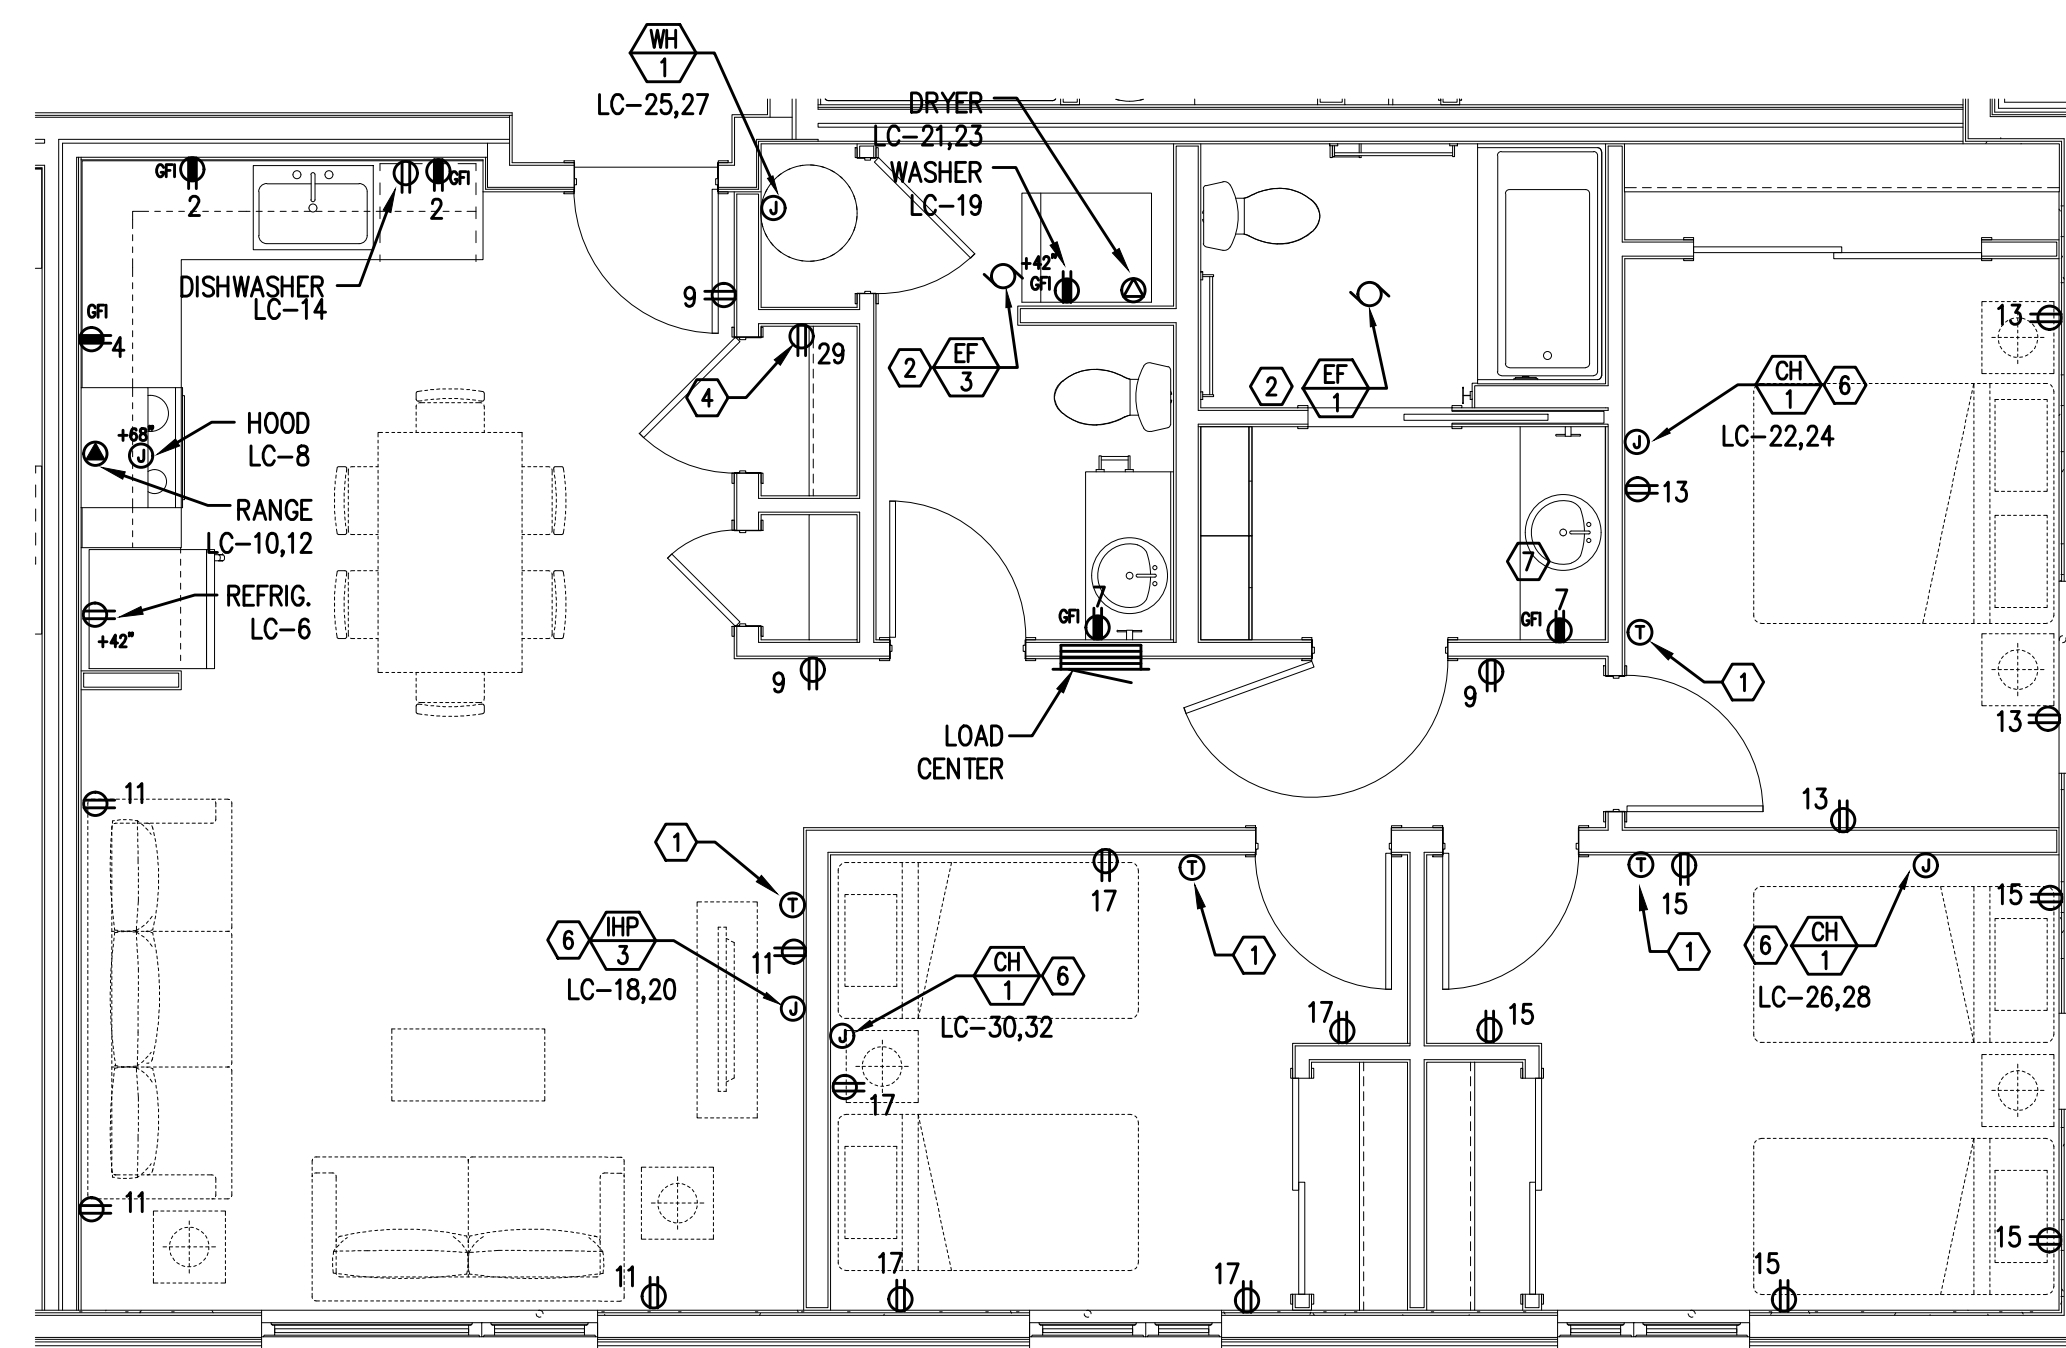 WH
1
LC-25,27
DRYER
LC-21,23
WASHER
LC-19
GFI
2
GFI
2
J
DISHWASHER
LC-14
9
+42"
GFI
GFI
4
29
4
2
EF
3
2
EF
1
13
CH
1
6
LC-22,24
J
13
+68"
J
HOOD
LC-8
RANGE
LC-10,12
REFRIG.
LC-6
+42"
7
GFI
7
7
GFI
T
1
9
9
13
LOAD
CENTER
11
13
1
T
T
1
17
T
1
15
J
15
6
IHP
3
LC-18,20
11
J
CH
1
6
LC-30,32
J
6
CH
1
LC-26,28
17
15
17
11
11
17
17
15
15